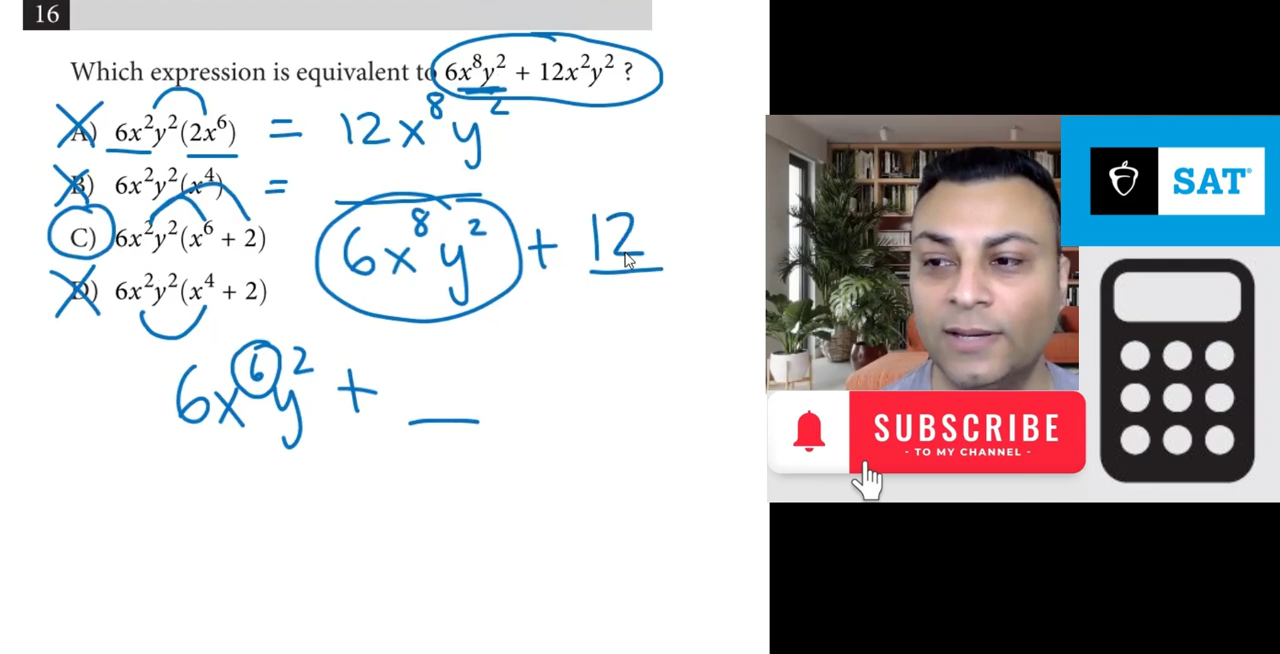 16
Which expression is equivalent to 6x⁸y² + 12x²y² ?
A) 6x²y²(2x⁶) = 12x⁸y²
B) 6x²y²(x⁴) =
C) 6x²y²(x⁶ + 2) 6x⁸y² + 12
D) 6x²y²(x⁴ + 2)
6x⁶y² +
SAT
SUBSCRIBE
- TO MY CHANNEL -